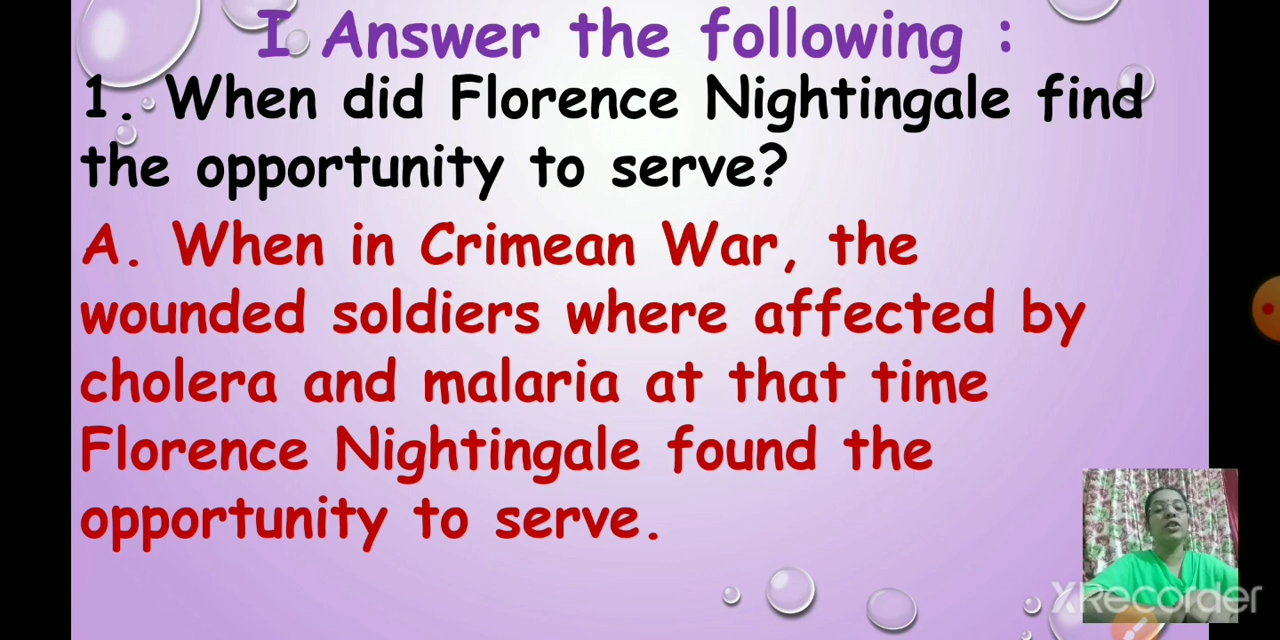 I Answer the following :
1. When did Florence Nightingale find
the opportunity to serve?
A. When in Crimean War, the
wounded soldiers where affected by
cholera and malaria at that time
Florence Nightingale found the
opportunity to serve.
XRecorder